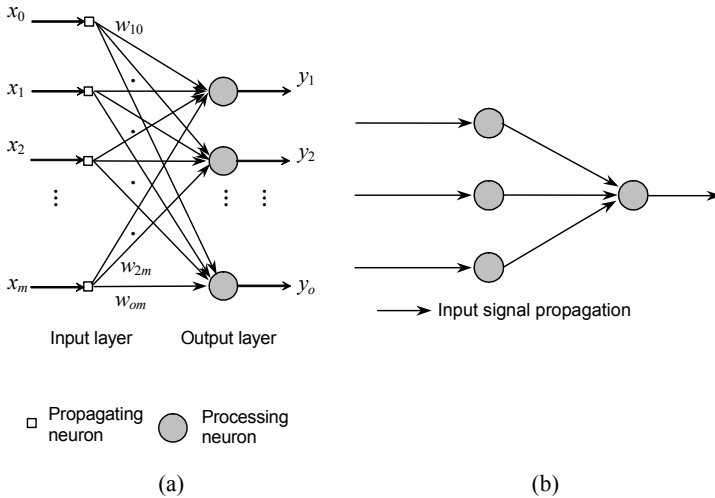 x0
w10
x1
y1
x2
y2
⋮
⋮ ⋮
w2m
xm
wom
yo
Input signal propagation
Input layer
Output layer
Propagating
neuron
Processing
neuron
(a)
(b)